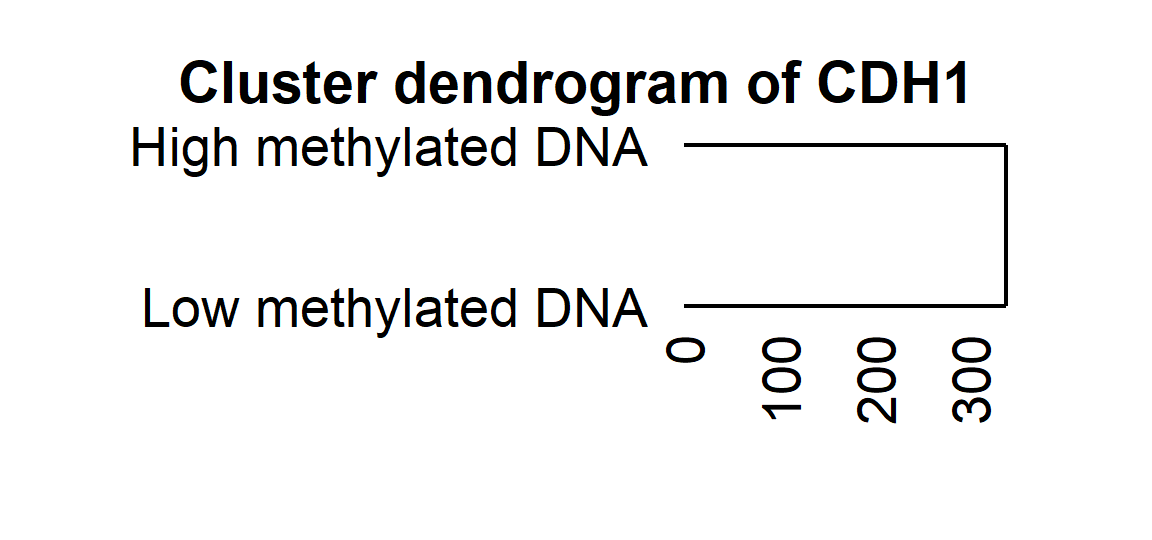 Cluster dendrogram of CDH1
High methylated DNA
Low methylated DNA
0
100
200
300